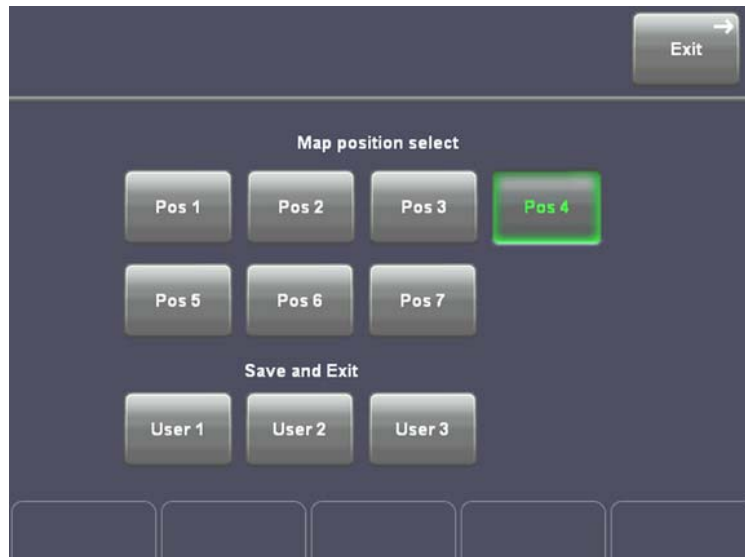 Exit
Map position select
Pos 1 Pos 2 Pos 3 Pos 4
Pos 5 Pos 6 Pos 7
Save and Exit
User 1 User 2 User 3